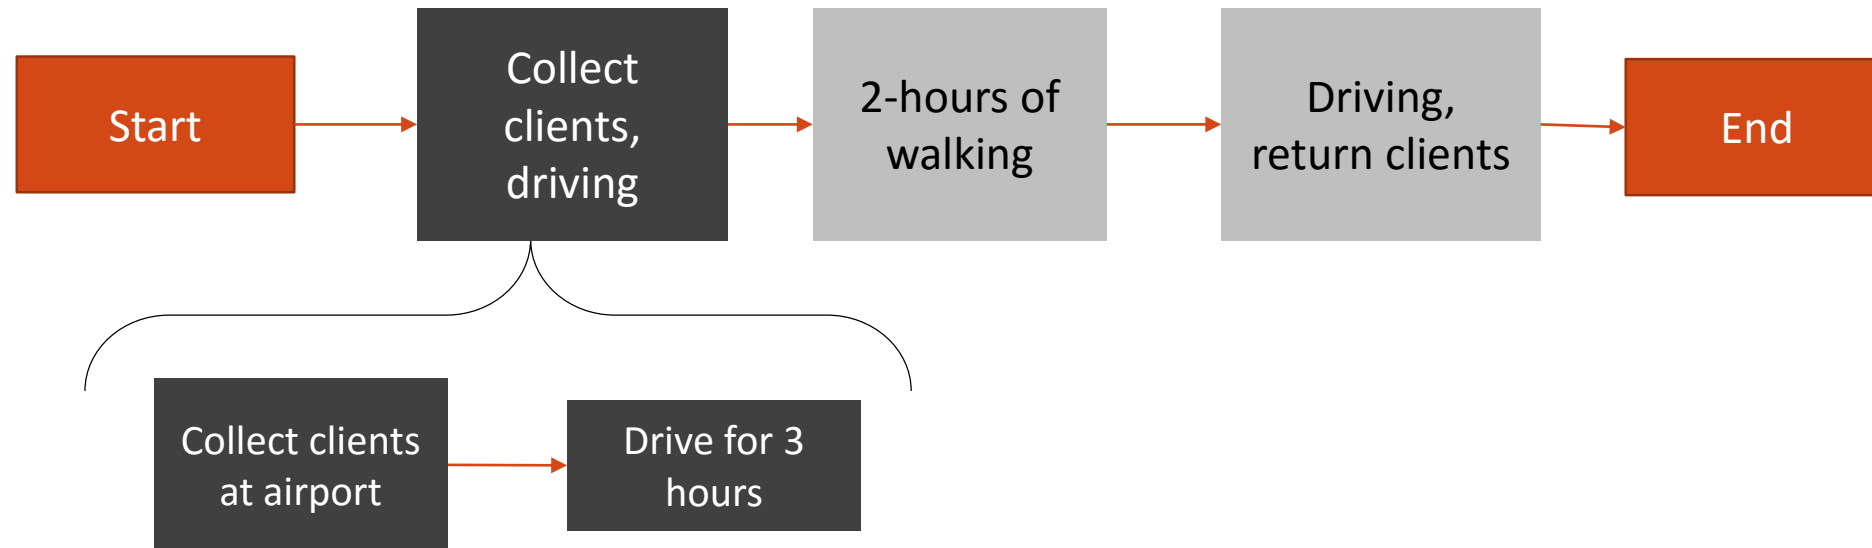 Start
Collect
clients,
driving
2-hours of
walking
Driving,
return clients
End
Collect clients
at airport
Drive for 3
hours